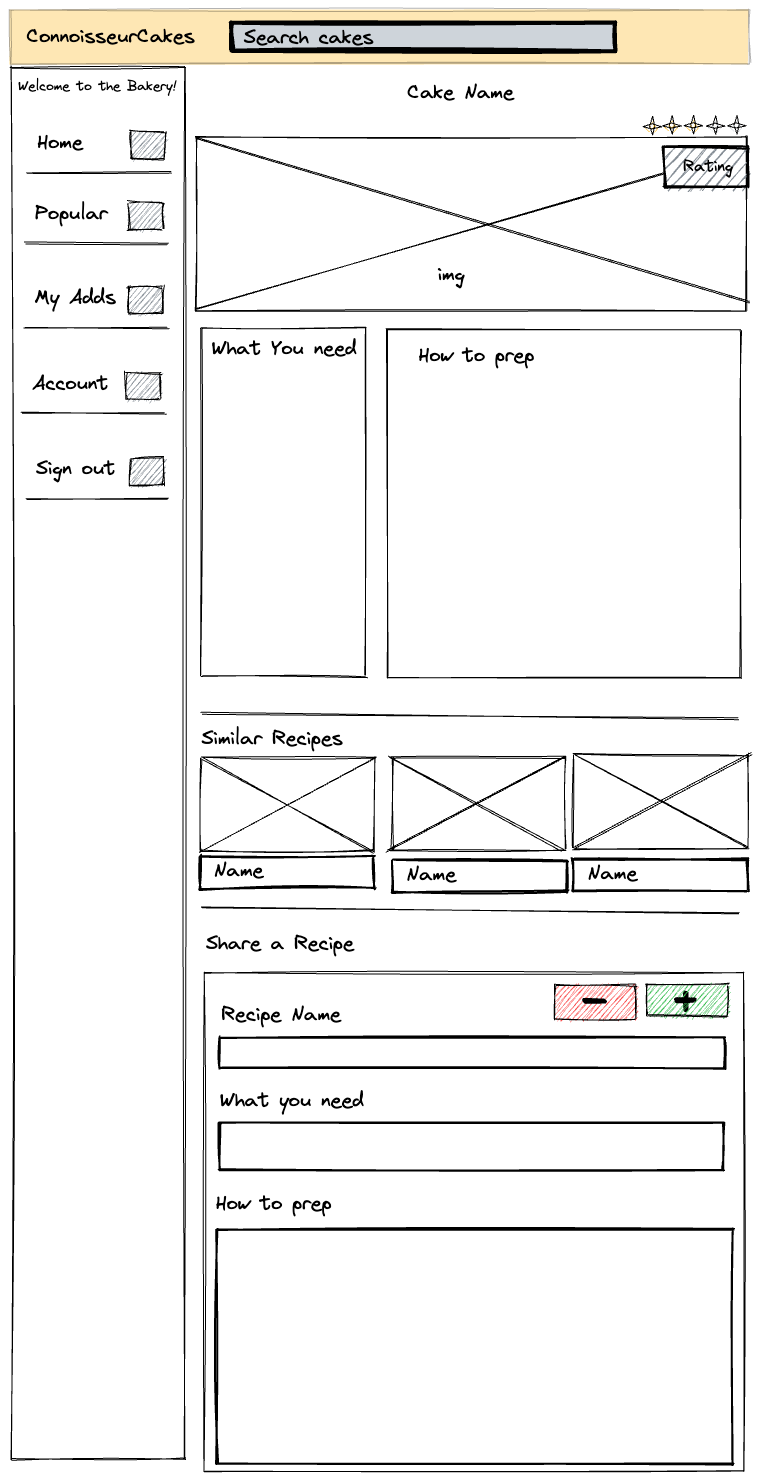 ConnoisseurCakes
Search cakes
Welcome to the Bakery!
Home
Popular
My Adds
Account
Sign out
Cake Name
Rating
img
What You need
How to prep
Similar Recipes
Name
Name
Name
Share a Recipe
Recipe Name
What you need
How to prep